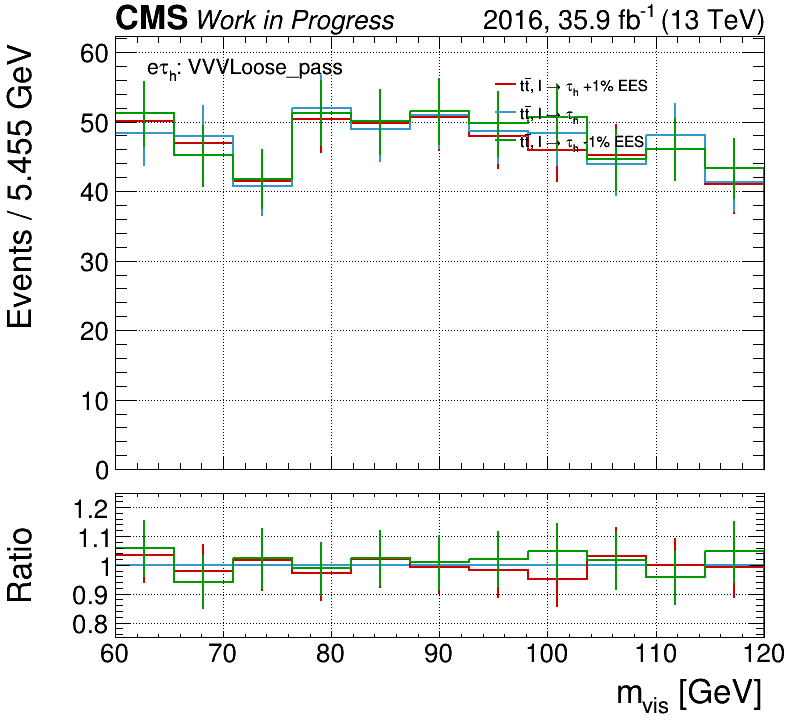 CMS Work in Progress 2016, 35.9 fb⁻¹ (13 TeV)
eτₕ: VVVLoose_pass
tt̄, l → τₕ +1% EES
tt̄, l → τₕ
tt̄, l → τₕ -1% EES
Events / 5.455 GeV
60
50
40
30
20
10
0
Ratio
1.2
1.1
1
0.9
0.8
60 70 80 90 100 110 120
m_vis [GeV]